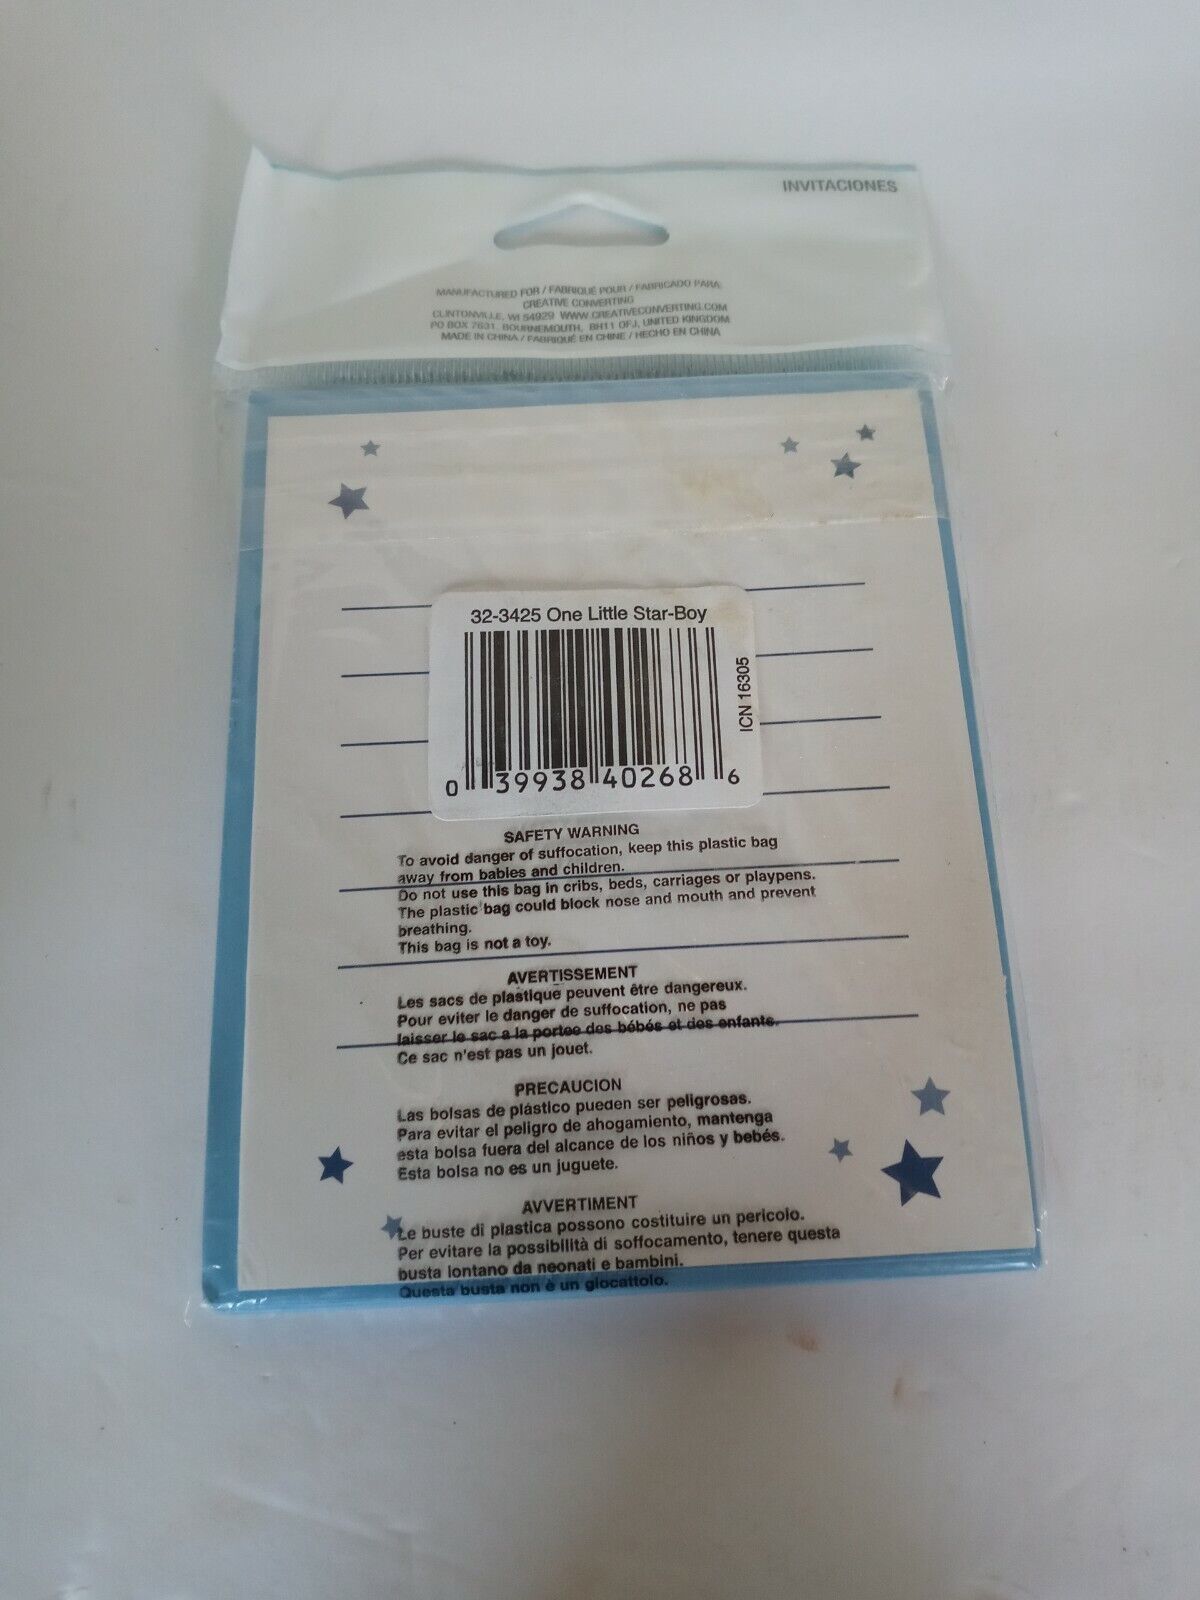 INVITACIONES
MANUFACTURED FOR / FABRIQUÉ POUR / FABRICADO PARA
CREATIVE CONVERTING
CLINTONVILLE, WI 54929 WWW.CREATIVECONVERTING.COM
PO BOX 7631, BOURNEMOUTH, BH11 OFJ, UNITED KINGDOM
MADE IN CHINA / FABRIQUÉ EN CHINE / HECHO EN CHINA
32-3425 One Little Star-Boy
ICN 16305
0 39938 40268 6
SAFETY WARNING
To avoid danger of suffocation, keep this plastic bag
away from babies and children.
Do not use this bag in cribs, beds, carriages or playpens.
The plastic bag could block nose and mouth and prevent
breathing.
This bag is not a toy.
AVERTISSEMENT
Les sacs de plastique peuvent être dangereux.
Pour eviter le danger de suffocation, ne pas
laisser le sac a la portee des bébés et des enfants.
Ce sac n'est pas un jouet.
PRECAUCION
Las bolsas de plástico pueden ser peligrosas.
Para evitar el peligro de ahogamiento, mantenga
esta bolsa fuera del alcance de los niños y bebés.
Esta bolsa no es un juguete.
AVVERTIMENT
Le buste di plastica possono costituire un pericolo.
Per evitare la possibilità di soffocamento, tenere questa
busta lontano da neonati e bambini.
Questa busta non è un giocattolo.